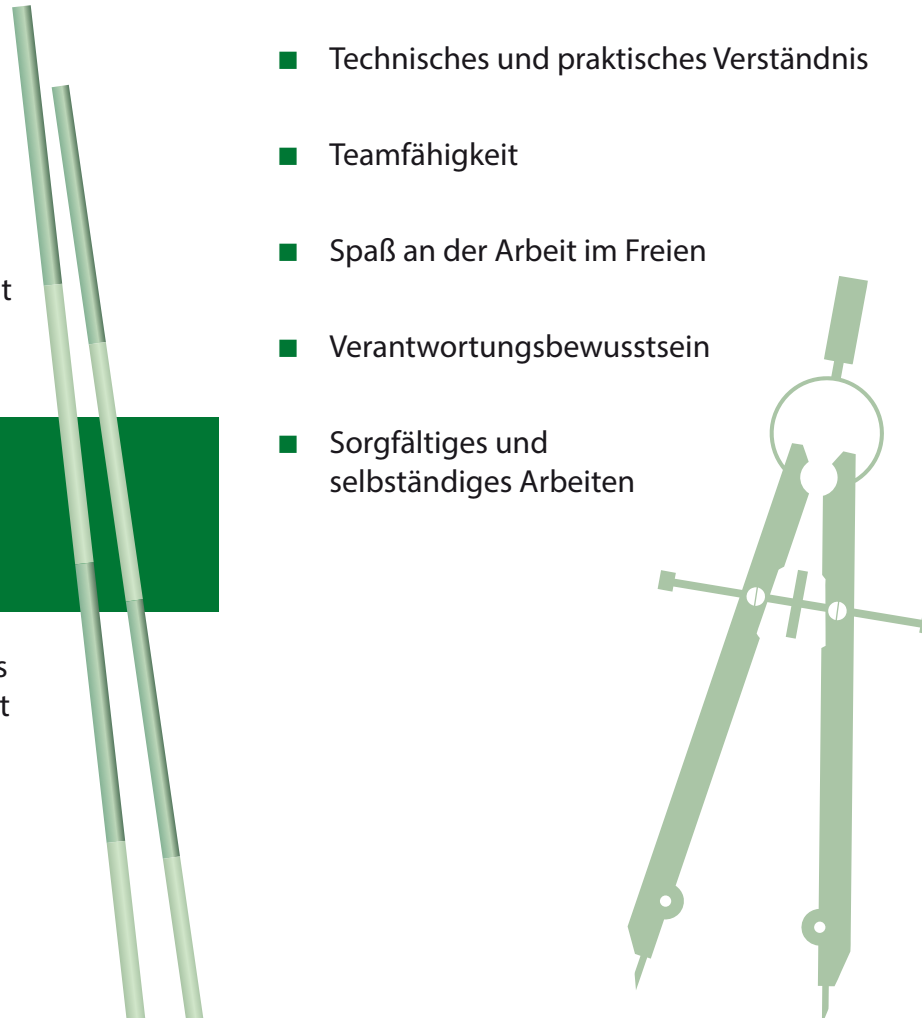 Technisches und praktisches Verständnis
Teamfähigkeit
Spaß an der Arbeit im Freien
Verantwortungsbewusstsein
Sorgfältiges und
selbständiges Arbeiten